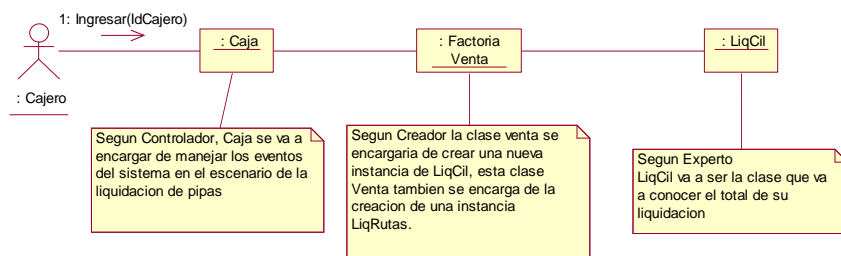 1: Ingresar(IdCajero)
: Cajero
: Caja
: Factoria
Venta
: LiqCil
Segun Controlador, Caja se va a
encargar de manejar los eventos
del sistema en el escenario de la
liquidacion de pipas
Segun Creador la clase venta se
encargaria de crear una nueva
instancia de LiqCil, esta clase
Venta tambien se encarga de la
creacion de una instancia
LiqRutas.
Segun Experto
LiqCil va a ser la clase que va
a conocer el total de su
liquidacion